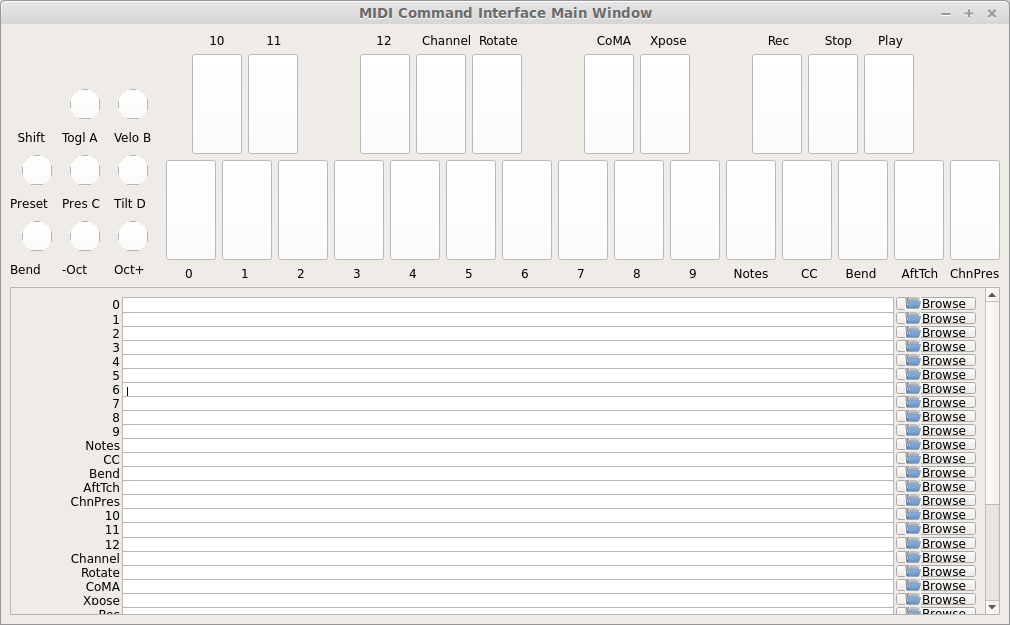 MIDI Command Interface Main Window
10 11 12 Channel Rotate CoMA Xpose Rec Stop Play
Shift Togl A Velo B
Preset Pres C Tilt D
Bend -Oct Oct+
0 1 2 3 4 5 6 7 8 9 Notes CC Bend AftTch ChnPres
0 Browse
1 Browse
2 Browse
3 Browse
4 Browse
5 Browse
6 Browse
7 Browse
8 Browse
9 Browse
Notes Browse
CC Browse
Bend Browse
AftTch Browse
ChnPres Browse
10 Browse
11 Browse
12 Browse
Channel Browse
Rotate Browse
CoMA Browse
Xpose Browse
Rec Browse